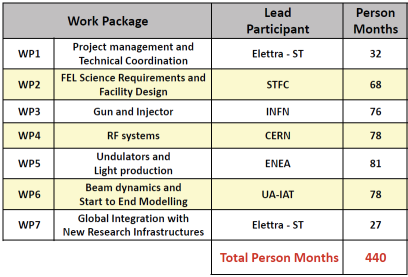 Work Package Lead Participant Person Months
WP1 Project management and Technical Coordination Elettra - ST 32
WP2 FEL Science Requirements and Facility Design STFC 68
WP3 Gun and Injector INFN 76
WP4 RF systems CERN 78
WP5 Undulators and Light production ENEA 81
WP6 Beam dynamics and Start to End Modelling UA-IAT 78
WP7 Global Integration with New Research Infrastructures Elettra - ST 27
Total Person Months 440